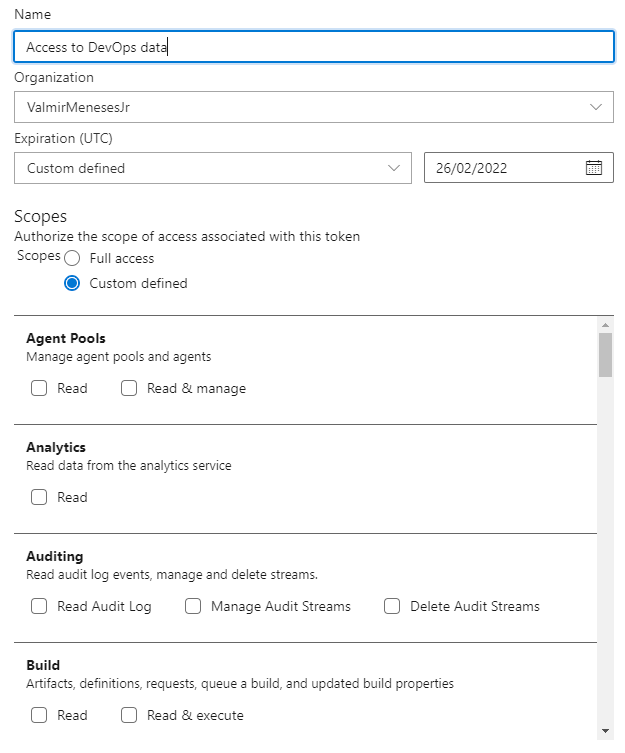 Name
Access to DevOps data
Organization
ValmirMenesesJr
Expiration (UTC)
Custom defined 26/02/2022
Scopes
Authorize the scope of access associated with this token
Scopes Full access
Custom defined
Agent Pools
Manage agent pools and agents
Read Read & manage
Analytics
Read data from the analytics service
Read
Auditing
Read audit log events, manage and delete streams.
Read Audit Log Manage Audit Streams Delete Audit Streams
Build
Artifacts, definitions, requests, queue a build, and updated build properties
Read Read & execute